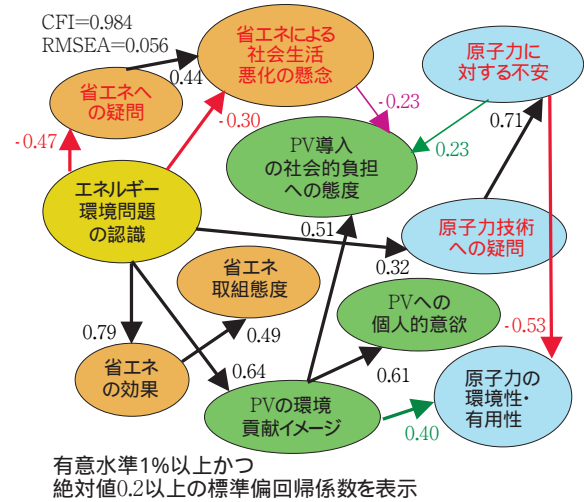 CFI=0.984
RMSEA=0.056
省エネによる
社会生活
悪化の懸念
原子力に
対する不安
0.44
省エネへ
の疑問
-0.23
0.71
-0.47
-0.30
PV導入
の社会的負担
への態度
0.23
エネルギー
環境問題
の認識
0.51
原子力技術
への疑問
0.32
省エネ
取組態度
PVへの
個人的意欲
0.79
0.49
-0.53
省エネ
の効果
0.64
0.61
原子力の
環境性・
有用性
PVの環境
貢献イメージ
0.40
有意水準1%以上かつ
絶対値0.2以上の標準偏回帰係数を表示